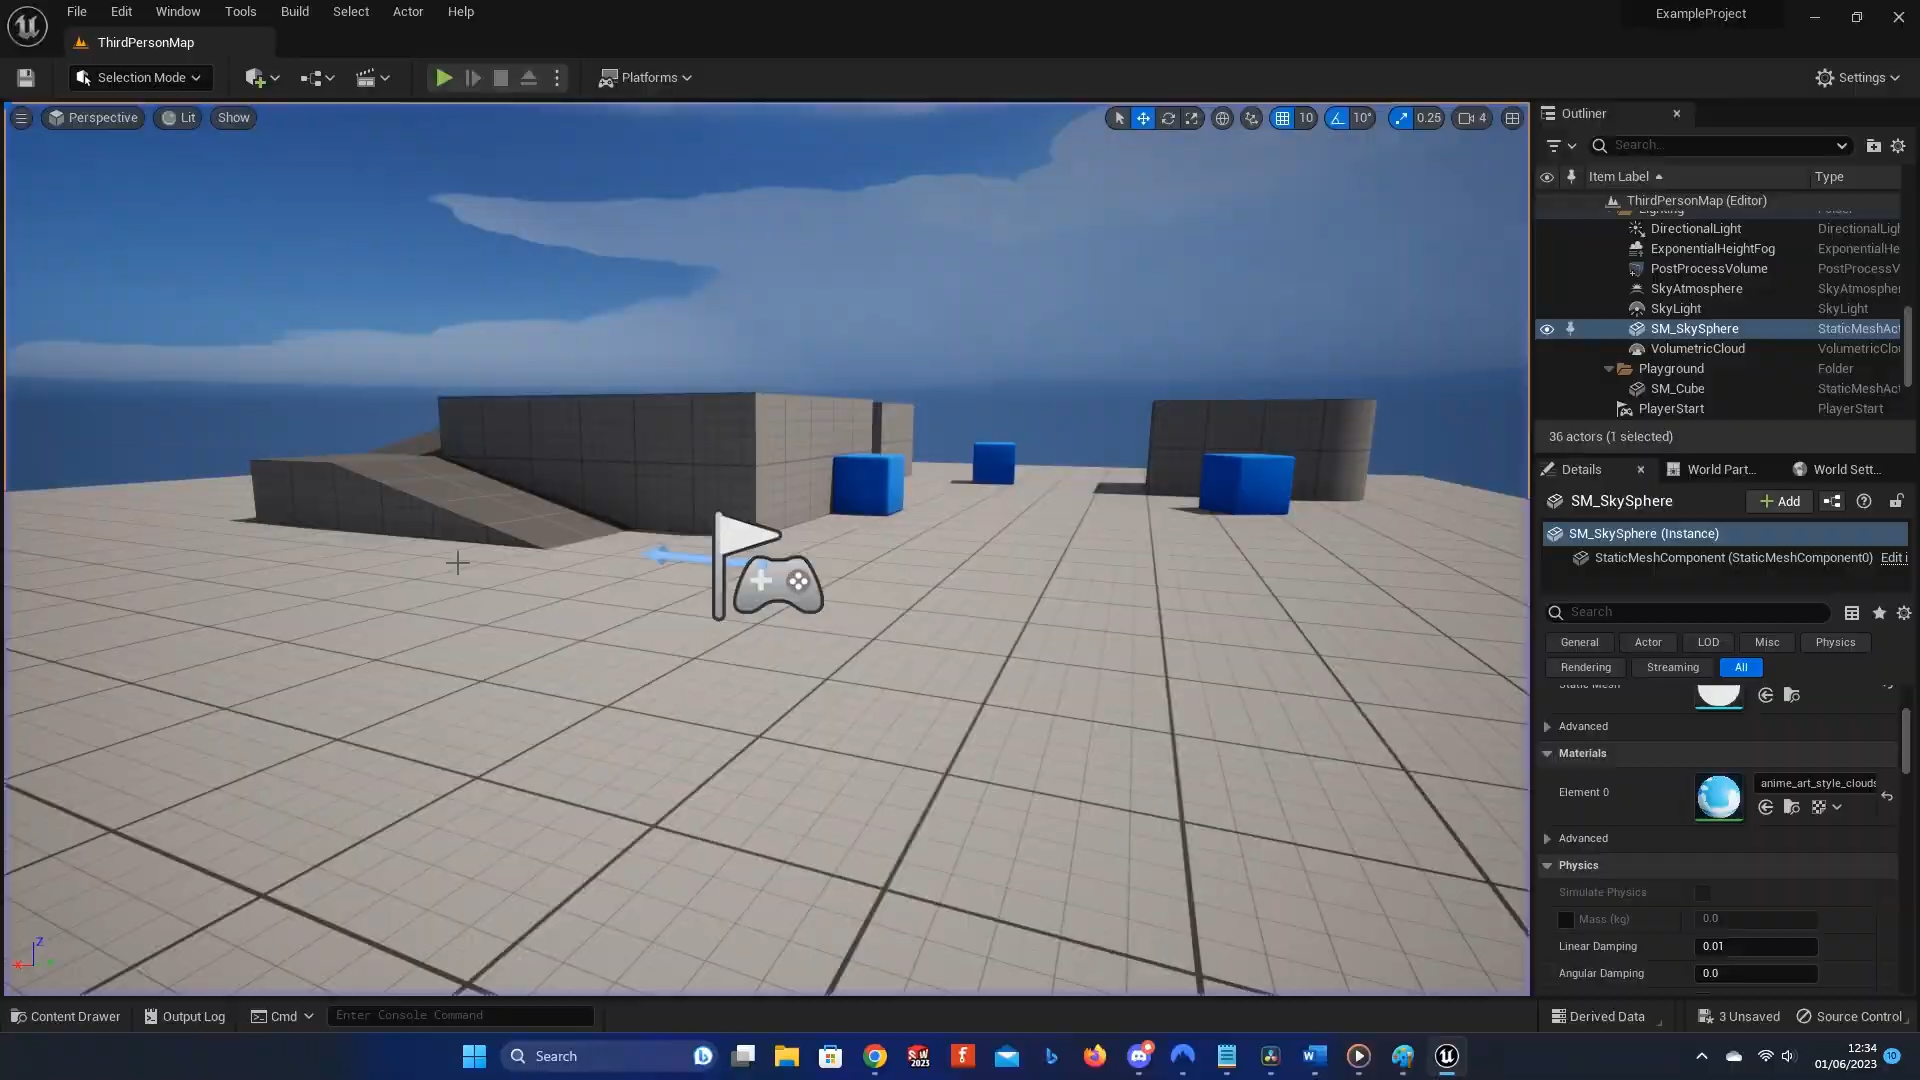 File Edit Window Tools Build Select Actor Help
ExampleProject
ThirdPersonMap
Selection Mode
Platforms
Settings
Perspective Lit Show
10 10° 0.25 4
Outliner
Search...
Item Label Type
ThirdPersonMap (Editor)
DirectionalLight DirectionalLigh
ExponentialHeightFog ExponentialHe
PostProcessVolume PostProcessV
SkyAtmosphere SkyAtmospher
SkyLight SkyLight
SM_SkySphere StaticMeshAct
VolumetricCloud VolumetricClo
Playground Folder
SM_Cube StaticMeshAct
PlayerStart PlayerStart
36 actors (1 selected)
Details World Part... World Sett...
SM_SkySphere
Add
SM_SkySphere (Instance)
StaticMeshComponent (StaticMeshComponent0) Edit i
Search
General Actor LOD Misc Physics
Rendering Streaming All
Static Mesh
Advanced
Materials
Element 0
anime_art_style_clouds
Advanced
Physics
Simulate Physics
Mass (kg) 0.0
Linear Damping 0.01
Angular Damping 0.0
Z
X
Content Drawer Output Log Cmd Enter Console Command
Derived Data 3 Unsaved Source Control
Search
SW
2023
12:34
01/06/2023
10